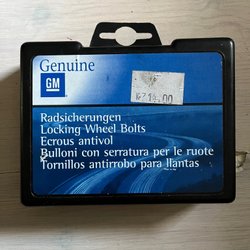 Genuine
GM
Radsicherungen
Locking Wheel Bolts
Ecrous antivol
Bulloni con serratura per le ruote
Tornillos antirrobo para llantas